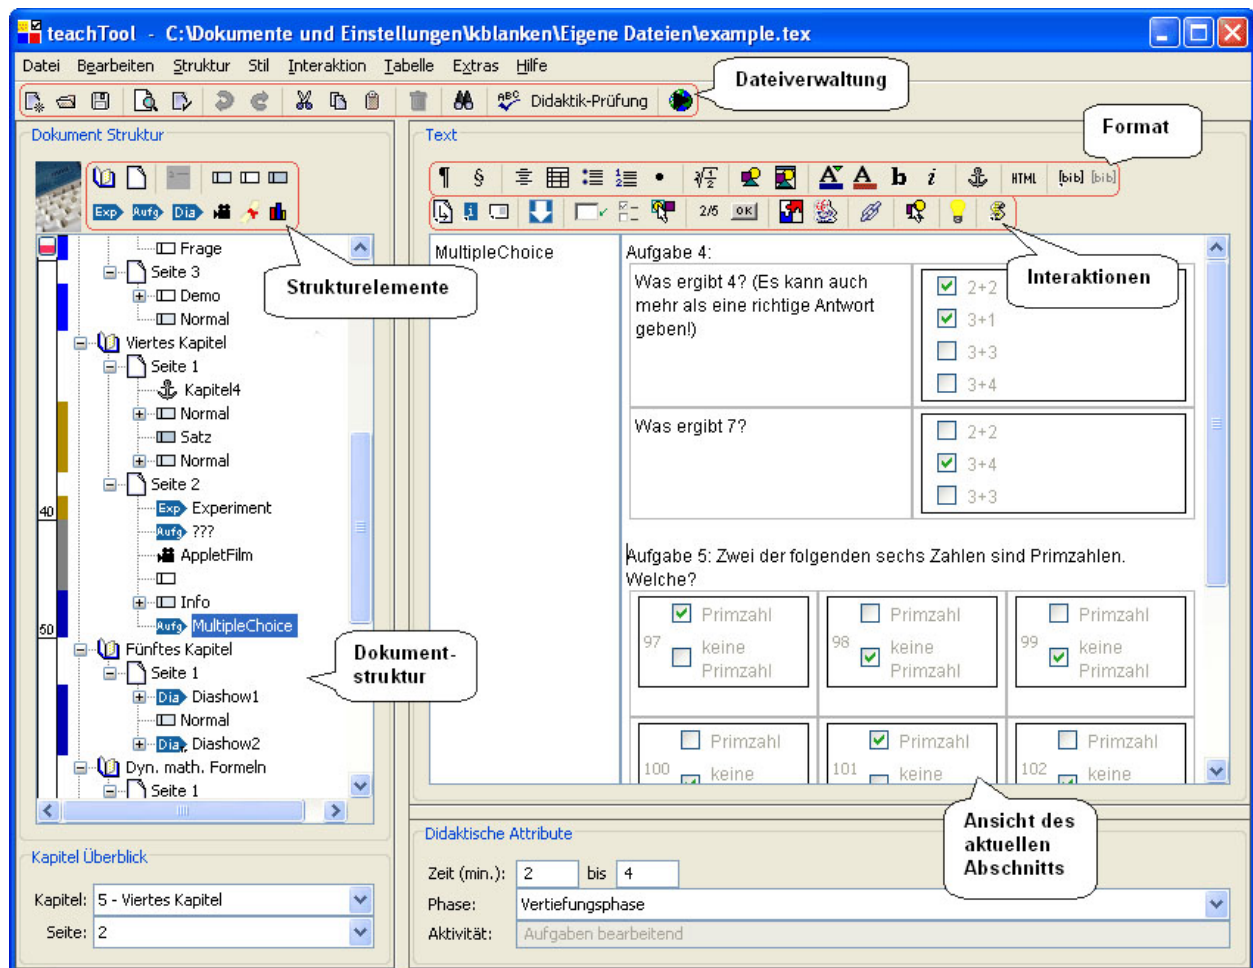 teachTool - C:\Dokumente und Einstellungen\kblanken\Eigene Dateien\example.tex
Datei Bearbeiten Struktur Stil Interaktion Tabelle Extras Hilfe
Dateiverwaltung
ABC Didaktik-Prüfung
Format
Dokument Struktur
Text
¶ § √½ A A b i HTML [bib] [bib]
Exp Aufg Dia
2/5 OK
Strukturelemente
Interaktionen
Frage
Seite 3
Demo
Normal
Viertes Kapitel
Seite 1
Kapitel4
Normal
Satz
Normal
Seite 2
40
Exp Experiment
Aufg ???
AppletFilm
Info
50
Aufg MultipleChoice
Fünftes Kapitel
Seite 1
Dia Diashow1
Normal
Dia Diashow2
Dyn. math. Formeln
Seite 1
Dokument-
struktur
MultipleChoice
Aufgabe 4:
Was ergibt 4? (Es kann auch
mehr als eine richtige Antwort
geben!)
2+2
3+1
3+3
3+4
Was ergibt 7?
2+2
3+4
3+3
Aufgabe 5: Zwei der folgenden sechs Zahlen sind Primzahlen.
Welche?
97
Primzahl
keine
Primzahl
98
Primzahl
keine
Primzahl
99
Primzahl
keine
Primzahl
100
Primzahl
keine
101
Primzahl
keine
102
Primzahl
keine
Ansicht des
aktuellen
Abschnitts
Kapitel Überblick
Kapitel: 5 - Viertes Kapitel
Seite: 2
Didaktische Attribute
Zeit (min.): 2 bis 4
Phase: Vertiefungsphase
Aktivität: Aufgaben bearbeitend